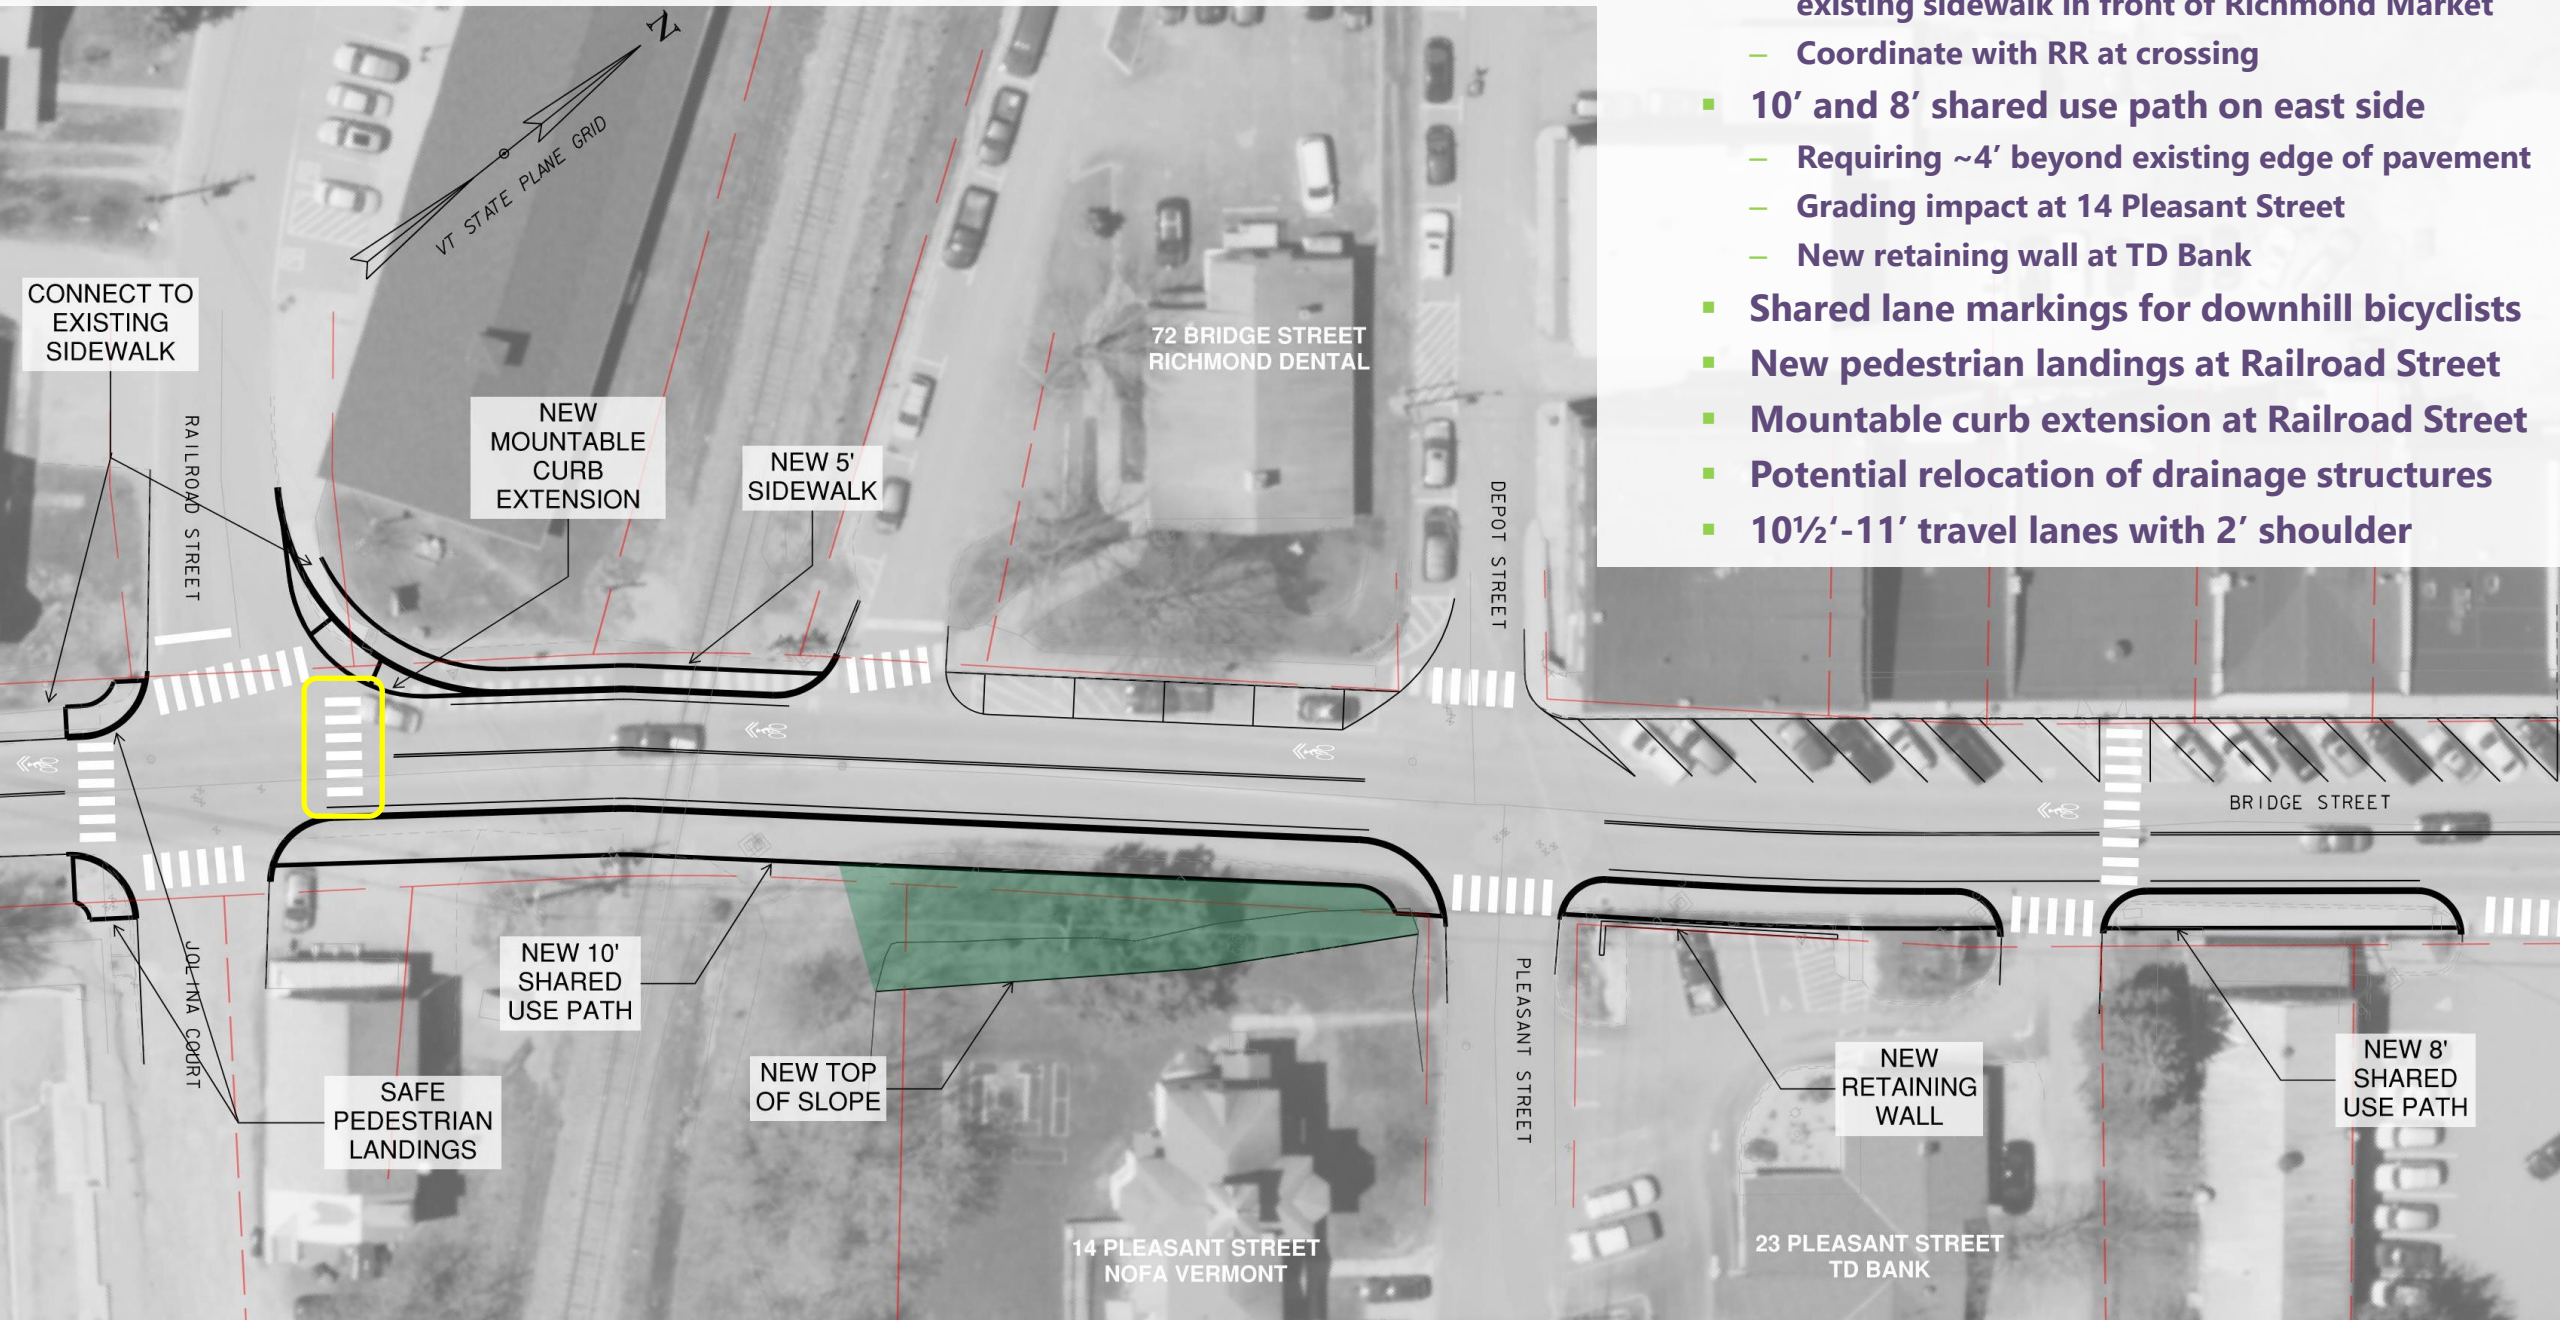 existing sidewalk in front of Richmond Market
– Coordinate with RR at crossing
▪ 10’ and 8’ shared use path on east side
– Requiring ~4’ beyond existing edge of pavement
– Grading impact at 14 Pleasant Street
– New retaining wall at TD Bank
▪ Shared lane markings for downhill bicyclists
▪ New pedestrian landings at Railroad Street
▪ Mountable curb extension at Railroad Street
▪ Potential relocation of drainage structures
▪ 10½‘-11’ travel lanes with 2’ shoulder
N
VT STATE PLANE GRID
CONNECT TO
EXISTING
SIDEWALK
RAILROAD STREET
NEW
MOUNTABLE
CURB
EXTENSION
NEW 5'
SIDEWALK
72 BRIDGE STREET
RICHMOND DENTAL
DEPOT STREET
BRIDGE STREET
JOLINA COURT
SAFE
PEDESTRIAN
LANDINGS
NEW 10'
SHARED
USE PATH
NEW TOP
OF SLOPE
14 PLEASANT STREET
NOFA VERMONT
PLEASANT STREET
NEW
RETAINING
WALL
23 PLEASANT STREET
TD BANK
NEW 8'
SHARED
USE PATH